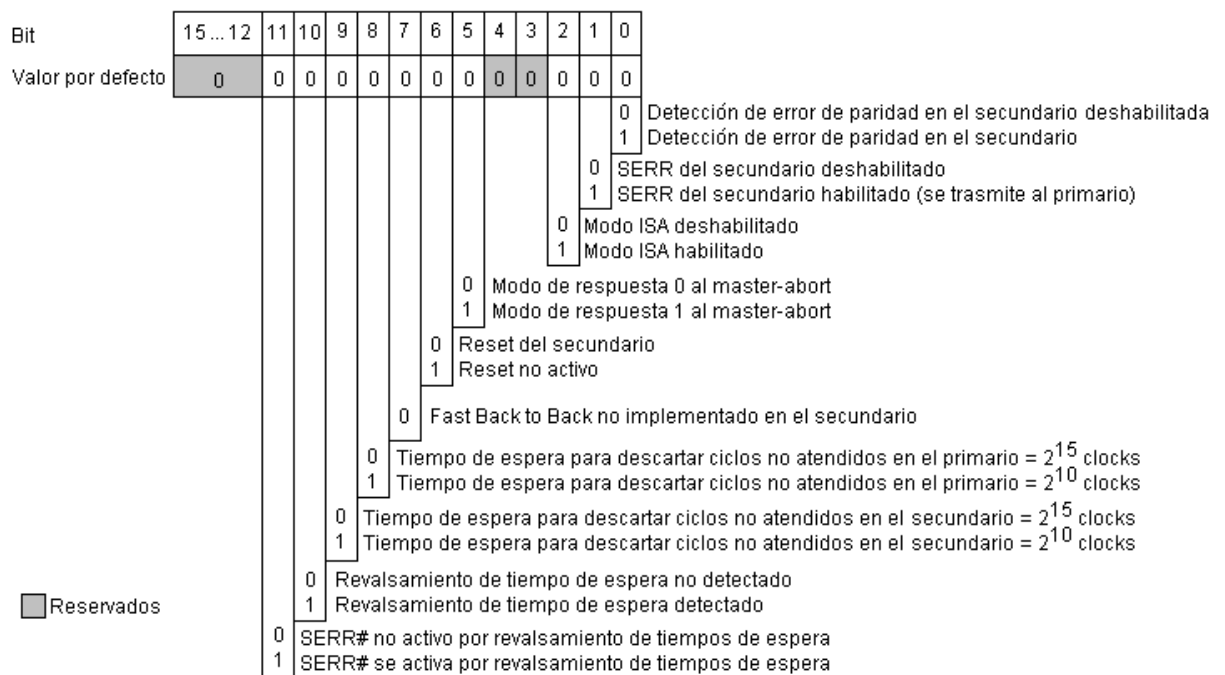 Bit 15...12 11 10 9 8 7 6 5 4 3 2 1 0
Valor por defecto 0 0 0 0 0 0 0 0 0 0 0 0 0
0 Detección de error de paridad en el secundario deshabilitada
1 Detección de error de paridad en el secundario
0 SERR del secundario deshabilitado
1 SERR del secundario habilitado (se trasmite al primario)
0 Modo ISA deshabilitado
1 Modo ISA habilitado
0 Modo de respuesta 0 al master-abort
1 Modo de respuesta 1 al master-abort
0 Reset del secundario
1 Reset no activo
0 Fast Back to Back no implementado en el secundario
0 Tiempo de espera para descartar ciclos no atendidos en el primario = 2^15 clocks
1 Tiempo de espera para descartar ciclos no atendidos en el primario = 2^10 clocks
0 Tiempo de espera para descartar ciclos no atendidos en el secundario = 2^15 clocks
1 Tiempo de espera para descartar ciclos no atendidos en el secundario = 2^10 clocks
0 Revalsamiento de tiempo de espera no detectado
1 Revalsamiento de tiempo de espera detectado
Reservados
0 SERR# no activo por revalsamiento de tiempos de espera
1 SERR# se activa por revalsamiento de tiempos de espera